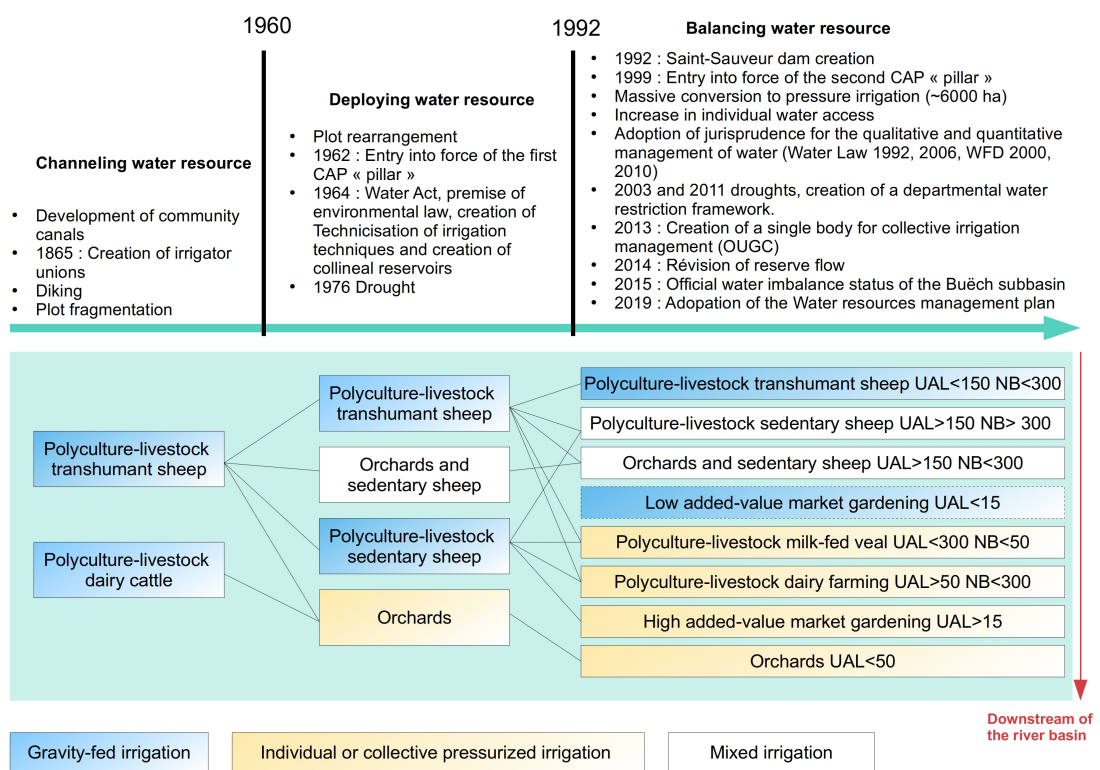 1960
1992
Balancing water resource
• 1992 : Saint-Sauveur dam creation
• 1999 : Entry into force of the second CAP « pillar »
• Massive conversion to pressure irrigation (~6000 ha)
• Increase in individual water access
• Adoption of jurisprudence for the qualitative and quantitative
management of water (Water Law 1992, 2006, WFD 2000,
2010)
• 2003 and 2011 droughts, creation of a departmental water
restriction framework.
• 2013 : Creation of a single body for collective irrigation
management (OUGC)
• 2014 : Révision of reserve flow
• 2015 : Official water imbalance status of the Buëch subbasin
• 2019 : Adopation of the Water resources management plan
Deploying water resource
• Plot rearrangement
• 1962 : Entry into force of the first
CAP « pillar »
• 1964 : Water Act, premise of
environmental law, creation of
Technicisation of irrigation
techniques and creation of
collineal reservoirs
• 1976 Drought
Channeling water resource
• Development of community
canals
• 1865 : Creation of irrigator
unions
• Diking
• Plot fragmentation
Polyculture-livestock
transhumant sheep
Polyculture-livestock
dairy cattle
Polyculture-livestock
transhumant sheep
Orchards and
sedentary sheep
Polyculture-livestock
sedentary sheep
Orchards
Polyculture-livestock transhumant sheep UAL<150 NB<300
Polyculture-livestock sedentary sheep UAL>150 NB> 300
Orchards and sedentary sheep UAL>150 NB<300
Low added-value market gardening UAL<15
Polyculture-livestock milk-fed veal UAL<300 NB<50
Polyculture-livestock dairy farming UAL>50 NB<300
High added-value market gardening UAL>15
Orchards UAL<50
Downstream of
the river basin
Gravity-fed irrigation
Individual or collective pressurized irrigation
Mixed irrigation